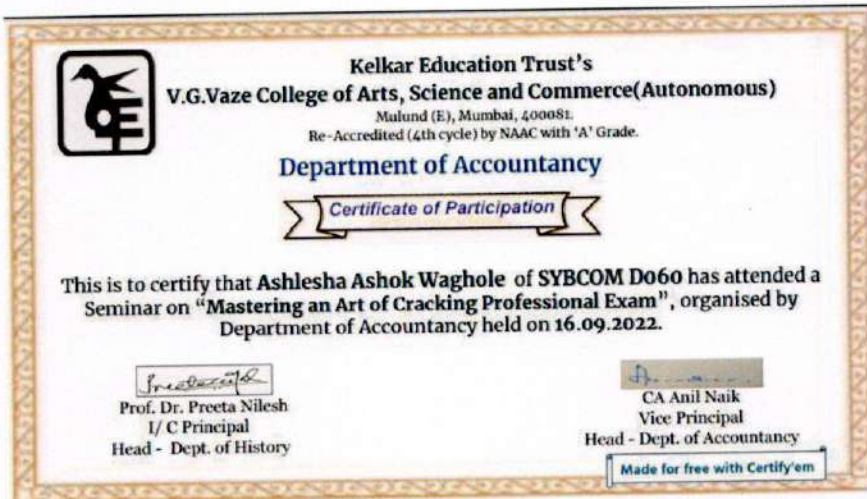 Kelkar Education Trust's
V.G.Vaze College of Arts, Science and Commerce(Autonomous)
Mulund (E), Mumbai, 400081.
Re-Accredited (4th cycle) by NAAC with 'A' Grade.
Department of Accountancy
Certificate of Participation
This is to certify that Ashlesha Ashok Waghole of SYBCOM D060 has attended a
Seminar on “Mastering an Art of Cracking Professional Exam”, organised by
Department of Accountancy held on 16.09.2022.
Prof. Dr. Preeta Nilesh
I/ C Principal
Head - Dept. of History
CA Anil Naik
Vice Principal
Head - Dept. of Accountancy
Made for free with Certify'em